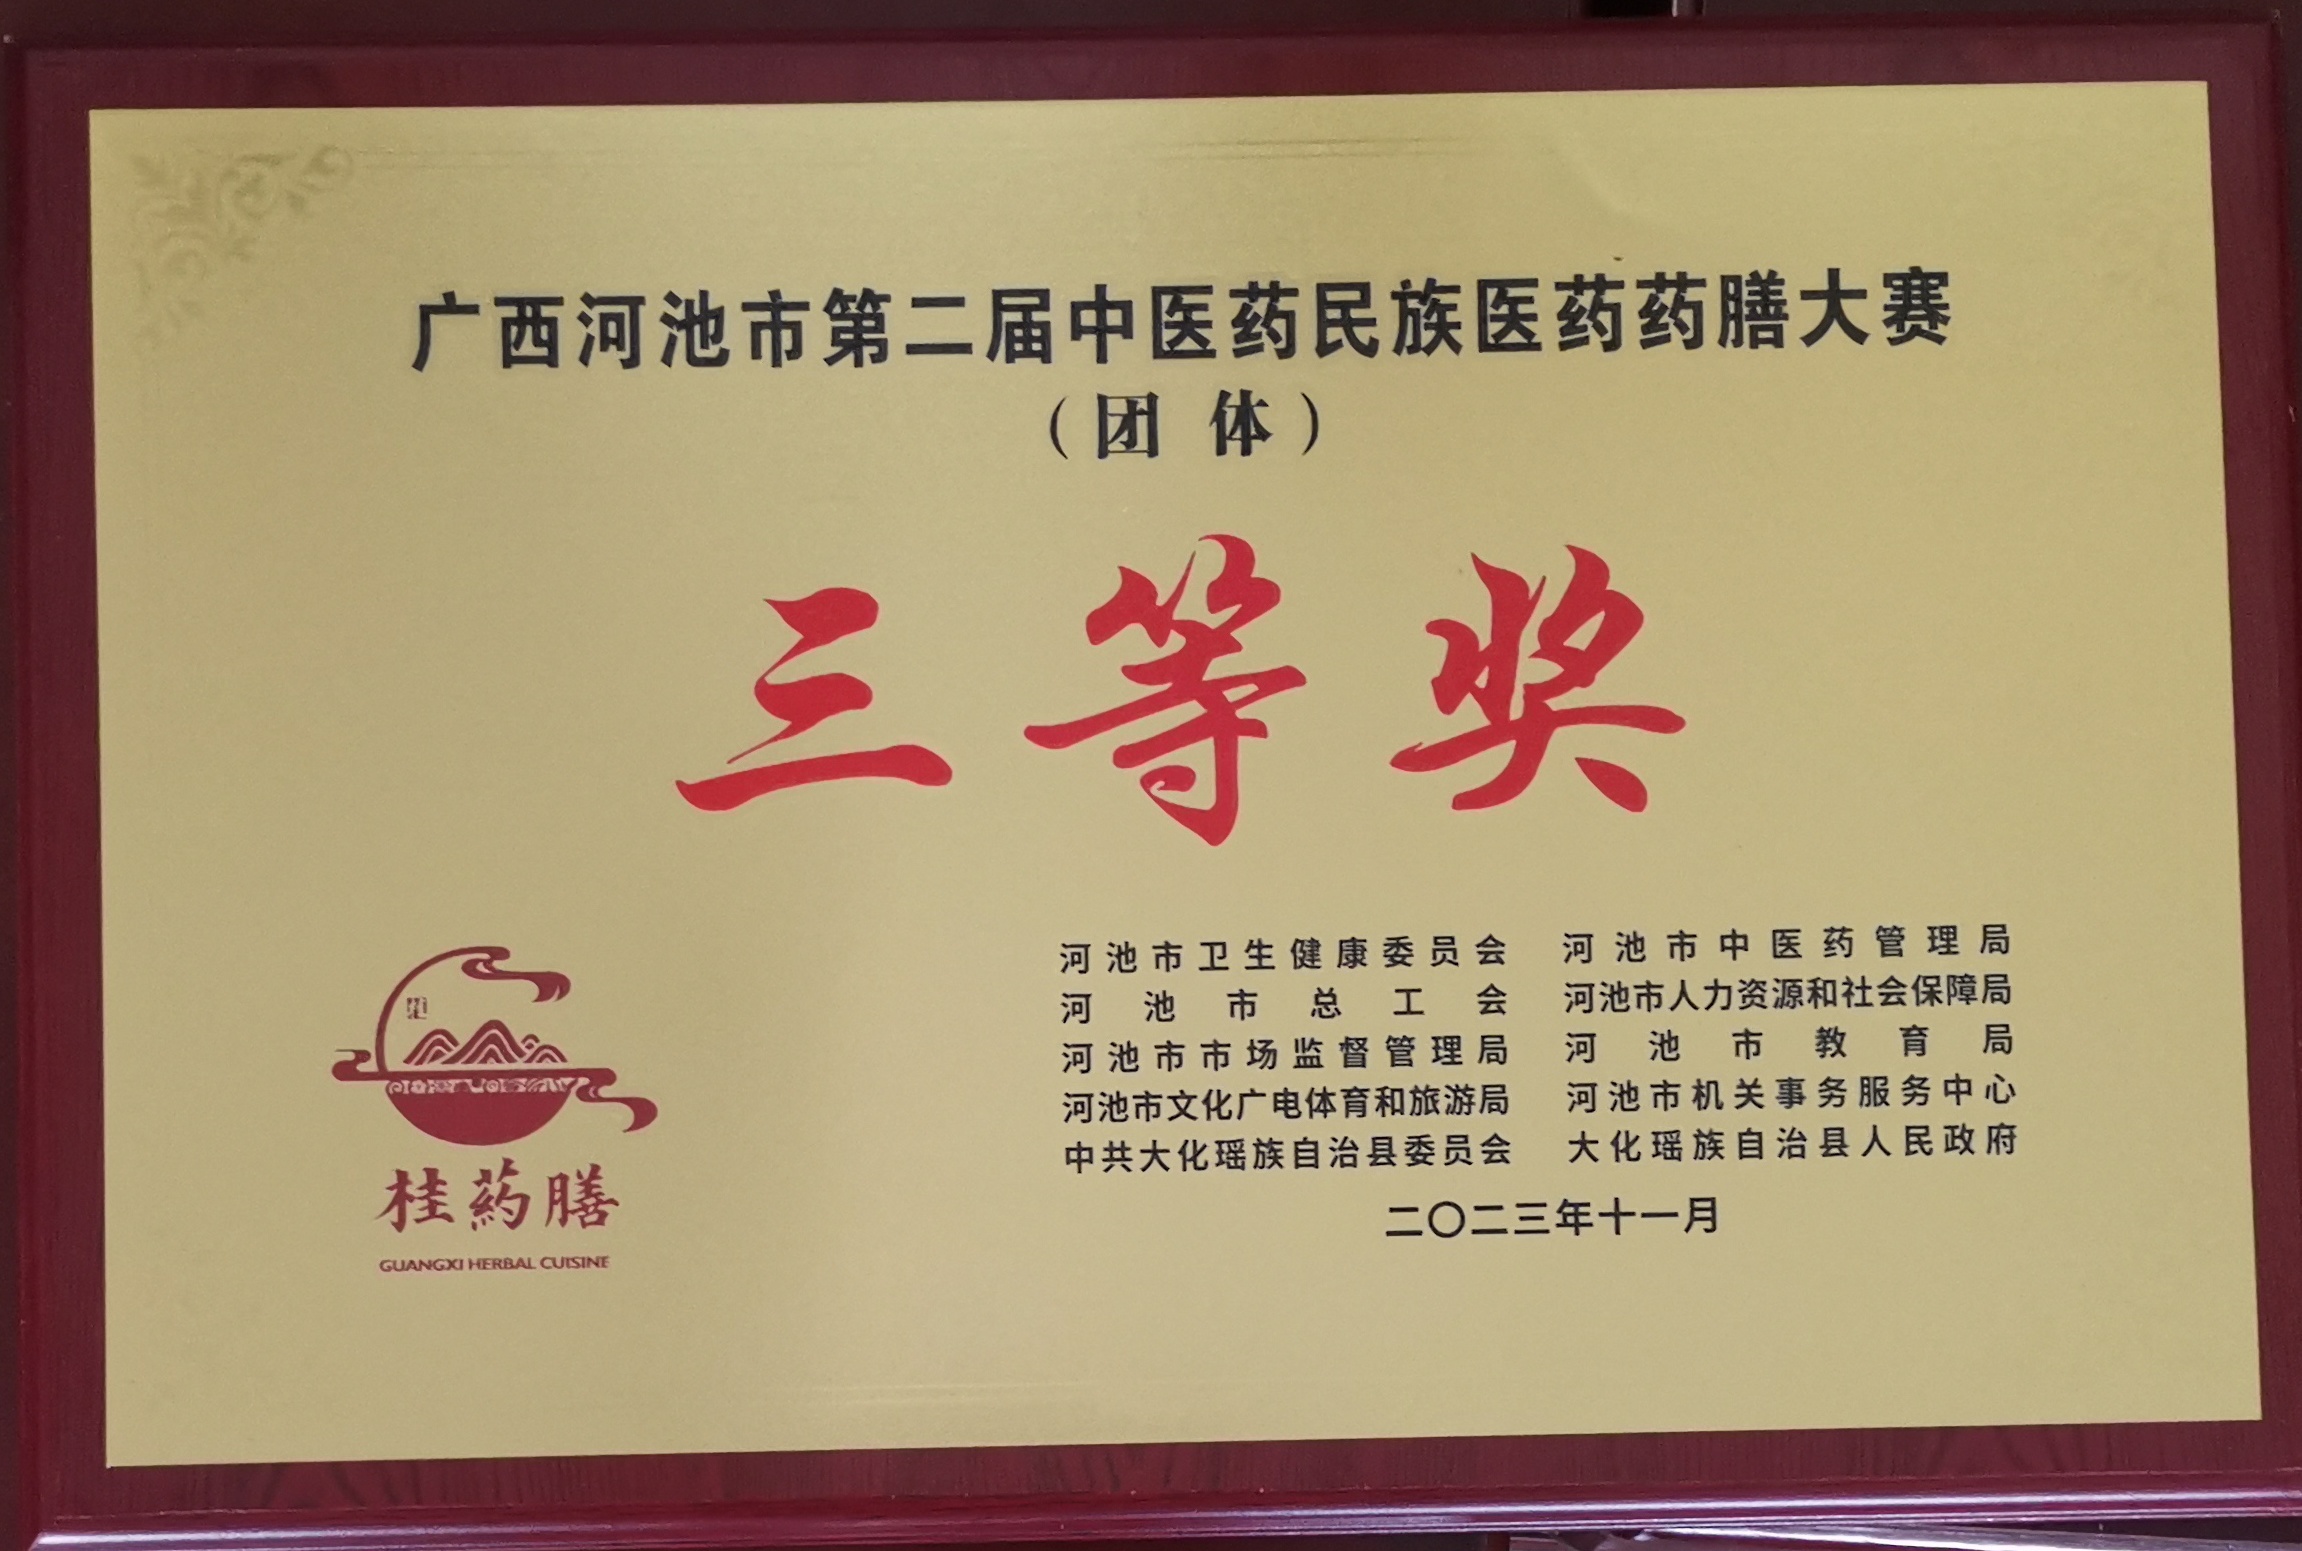 广西河池市第二届中医药民族医药药膳大赛
（团 体）
三等奖
河池市卫生健康委员会 河池市中医药管理局
河池市总工会 河池市人力资源和社会保障局
河池市市场监督管理局 河池市教育局
河池市文化广电体育和旅游局 河池市机关事务服务中心
中共大化瑶族自治县委员会 大化瑶族自治县人民政府
二〇二三年十一月
桂药膳
GUANGXI HERBAL CUISINE